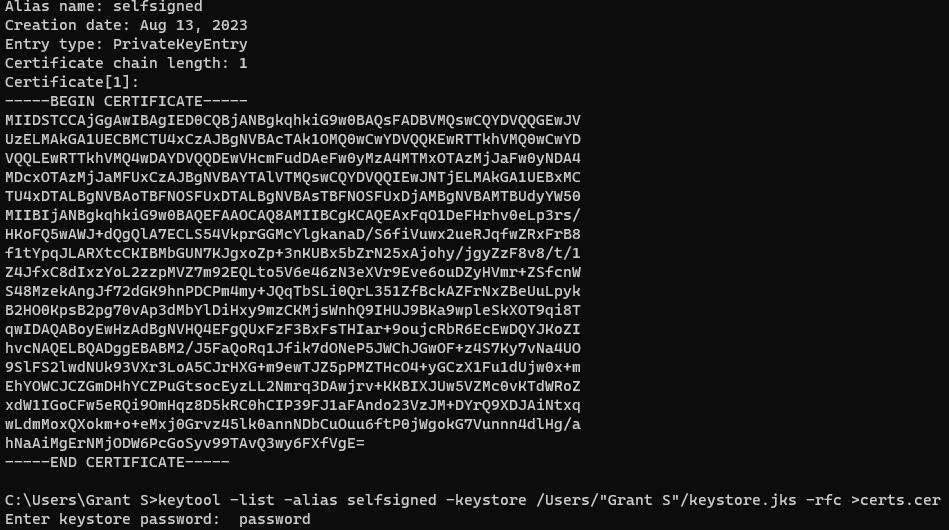 Alias name: selfsigned
Creation date: Aug 13, 2023
Entry type: PrivateKeyEntry
Certificate chain length: 1
Certificate[1]:
-----BEGIN CERTIFICATE-----
MIIDSTCCAjGgAwIBAgIED0CQBjANBgkqhkiG9w0BAQsFADBVMQswCQYDVQQGEwJV
UzELMAkGA1UECBMCTU4xCzAJBgNVBAcTAk1OMQ0wCwYDVQQKEwRTTkhVMQ0wCwYD
VQQLEwRTTkhVMQ4wDAYDVQQDEwVHcmFudDAeFw0yMzA4MTMxOTAzMjJaFw0yNDA4
MDcxOTAzMjJaMFUxCzAJBgNVBAYTAlVTMQswCQYDVQQIEwJNTjELMAkGA1UEBxMC
TU4xDTALBgNVBAoTBFNOSFUxDTALBgNVBAsTBFNOSFUxDjAMBgNVBAMTBUdyYW50
MIIBIjANBgkqhkiG9w0BAQEFAAOCAQ8AMIIBCgKCAQEAxFqO1DeFHrhv0eLp3rs/
HKoFQ5wAWJ+dQgQlA7ECLS54VkprGGMcYlgkanaD/S6fiVuwx2ueRJqfwZRxFrB8
f1tYpqJLARXtcCKIBMbGUN7KJgxoZp+3nKUBx5bZrN25xAjohy/jgyZzF8v8/t/1
Z4JfxC8dIxzYoL2zzpMVZ7m92EQLto5V6e46zN3eXVr9Eve6ouDZyHVmr+ZSfcnW
S48MzekAngJf72dGK9hnPDCPm4my+JQqTbSLi0QrL351ZfBckAZFrNxZBeUuLpyk
B2HO0KpsB2pg70vAp3dMbYlDiHxy9mzCKMjsWnhQ9IHUJ9BKa9wpleSkXOT9qi8T
qwIDAQABoyEwHzAdBgNVHQ4EFgQUxFzF3BxFsTHIar+9oujcRbR6EcEwDQYJKoZI
hvcNAQELBQADggEBABM2/J5FaQoRq1Jfik7dONeP5JWChJGwOF+z4S7Ky7vNa4UO
9SlFS2lwdNUk93VXr3LoA5CJrHXG+m9ewTJZ5pPMZTHcO4+yGCzX1Fu1dUjw0x+m
EhYOWCJCZGmDHhYCZPuGtsocEyzLL2Nmrq3DAwjrv+KKBIXJUw5VZMc0vKTdWRoZ
xdW1IGoCFw5eRQi9OmHqz8D5kRC0hCIP39FJ1aFAndo23VzJM+DYrQ9XDJAiNtxq
wLdmMoxQXokm+o+eMxj0Grvz45lk0annNDbCuOuu6ftP0jWgokG7Vunnn4dlHg/a
hNaAiMgErNMjODW6PcGoSyv99TAvQ3wy6FXfVgE=
-----END CERTIFICATE-----
C:\Users\Grant S>keytool -list -alias selfsigned -keystore /Users/"Grant S"/keystore.jks -rfc >certs.cer
Enter keystore password:  password